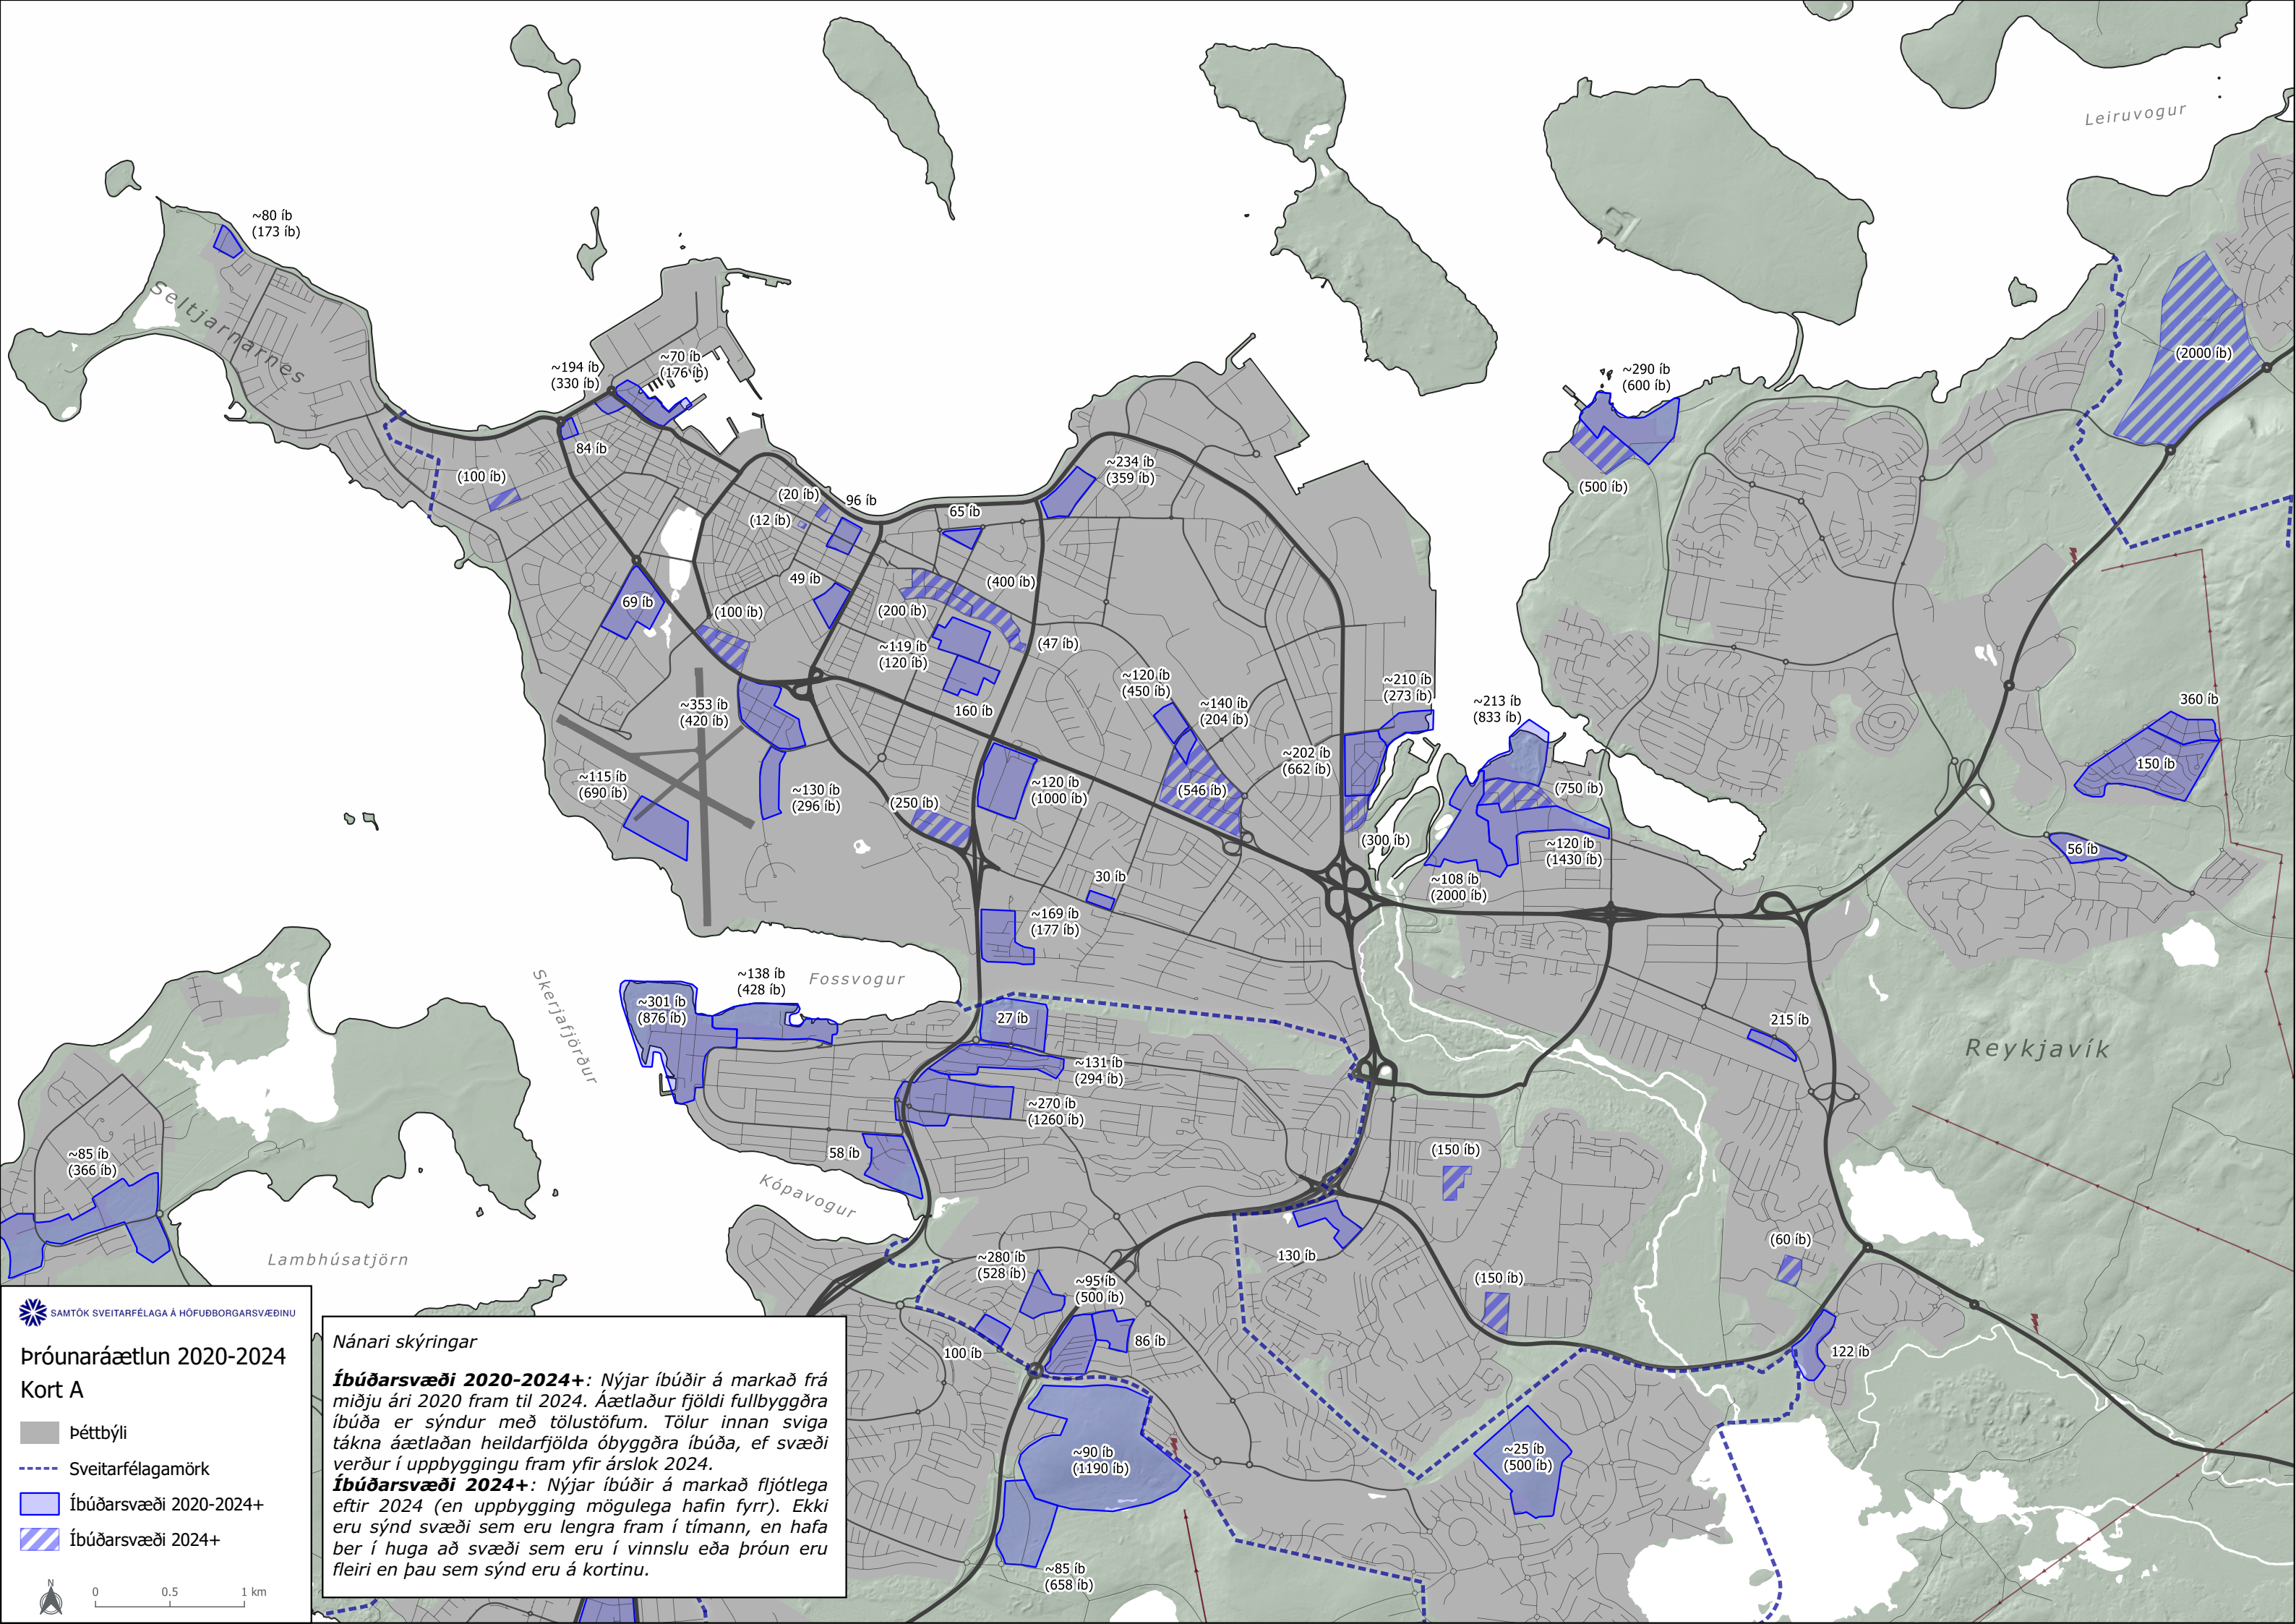 Leiruvogur
~80 íb
(173 íb)
Seltjarnarnes
~194 íb
(330 íb)
~70 íb
(176 íb)
84 íb
(100 íb)
(20 íb)
(12 íb)
96 íb
65 íb
~234 íb
(359 íb)
~290 íb
(600 íb)
(500 íb)
(2000 íb)
69 íb
(100 íb)
49 íb
(200 íb)
(400 íb)
(47 íb)
~119 íb
(120 íb)
160 íb
~353 íb
(420 íb)
~115 íb
(690 íb)
~130 íb
(296 íb)
(250 íb)
~120 íb
(1000 íb)
~120 íb
(450 íb)
~140 íb
(204 íb)
(546 íb)
~202 íb
(662 íb)
~210 íb
(273 íb)
(300 íb)
~213 íb
(833 íb)
(750 íb)
~120 íb
(1430 íb)
~108 íb
(2000 íb)
360 íb
150 íb
56 íb
30 íb
~169 íb
(177 íb)
Skerjafjörður
Fossvogur
~138 íb
(428 íb)
~301 íb
(876 íb)
27 íb
~131 íb
(294 íb)
~270 íb
(1260 íb)
58 íb
Kópavogur
215 íb
Reykjavík
~85 íb
(366 íb)
Lambhúsatjörn
(150 íb)
130 íb
(150 íb)
(60 íb)
122 íb
~280 íb
(528 íb)
~95 íb
(500 íb)
100 íb
86 íb
~90 íb
(1190 íb)
~25 íb
(500 íb)
~85 íb
(658 íb)
SAMTÖK SVEITARFÉLAGA Á HÖFUÐBORGARSVÆÐINU
Þróunaráætlun 2020-2024
Kort A
Þéttbýli
Sveitarfélagamörk
Íbúðarsvæði 2020-2024+
Íbúðarsvæði 2024+
N
0 0.5 1 km
Nánari skýringar
Íbúðarsvæði 2020-2024+: Nýjar íbúðir á markað frá
miðju ári 2020 fram til 2024. Áætlaður fjöldi fullbyggðra
íbúða er sýndur með tölustöfum. Tölur innan sviga
tákna áætlaðan heildarfjölda óbyggðra íbúða, ef svæði
verður í uppbyggingu fram yfir árslok 2024.
Íbúðarsvæði 2024+: Nýjar íbúðir á markað fljótlega
eftir 2024 (en uppbygging mögulega hafin fyrr). Ekki
eru sýnd svæði sem eru lengra fram í tímann, en hafa
ber í huga að svæði sem eru í vinnslu eða þróun eru
fleiri en þau sem sýnd eru á kortinu.